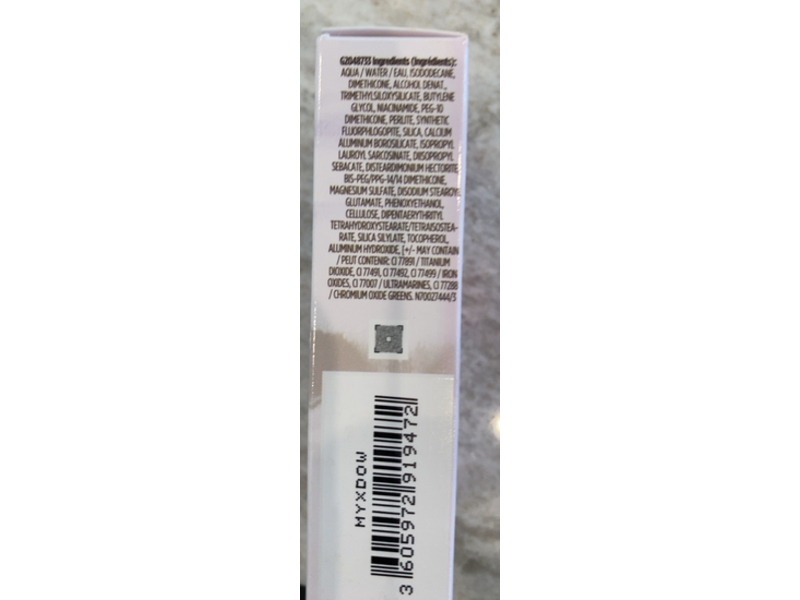 G2048733 Ingredients (Ingrédients):
AQUA / WATER / EAU, ISODODECANE,
DIMETHICONE, ALCOHOL DENAT.,
TRIMETHYLSILOXYSILICATE, BUTYLENE
GLYCOL, NIACINAMIDE, PEG-10
DIMETHICONE, PERLITE, SYNTHETIC
FLUORPHLOGOPITE, SILICA, CALCIUM
ALUMINUM BOROSILICATE, ISOPROPYL
LAUROYL SARCOSINATE, DIISOPROPYL
SEBACATE, DISTEARDIMONIUM HECTORITE,
BIS-PEG/PPG-14/14 DIMETHICONE,
MAGNESIUM SULFATE, DISODIUM STEAROYL
GLUTAMATE, PHENOXYETHANOL,
CELLULOSE, DIPENTAERYTHRITYL
TETRAHYDROXYSTEARATE/TETRAISOSTEA-
RATE, SILICA SILYLATE, TOCOPHEROL,
ALUMINUM HYDROXIDE, [+/- MAY CONTAIN
/ PEUT CONTENIR: CI 77891 / TITANIUM
DIOXIDE, CI 77491, CI 77492, CI 77499 / IRON
OXIDES, CI 77007 / ULTRAMARINES, CI 77288
/ CHROMIUM OXIDE GREENS. N70027444/3
MYXDOW
3 605972 919472